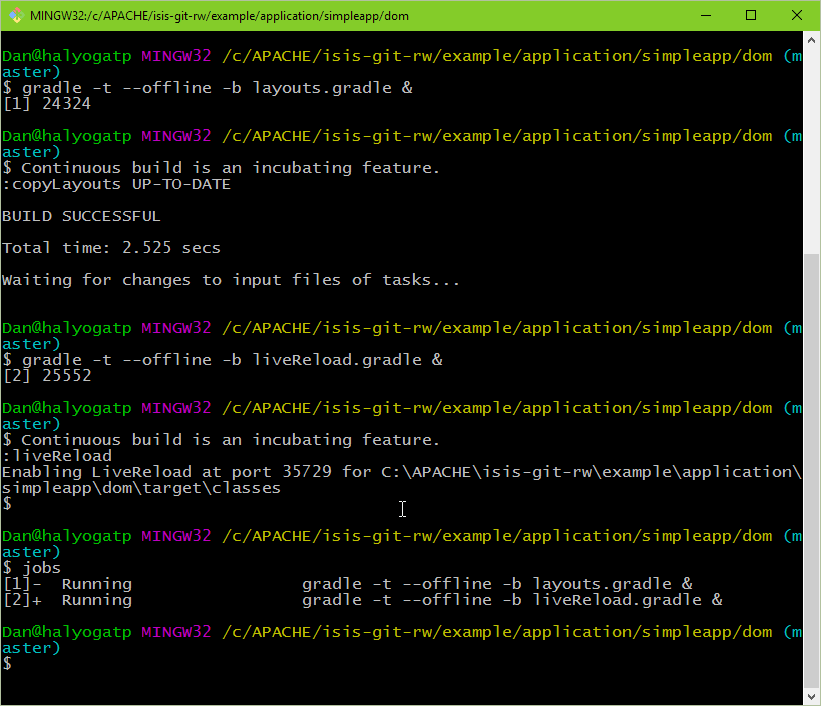 MINGW32:/c/APACHE/isis-git-rw/example/application/simpleapp/dom
Dan@halyogatp MINGW32 /c/APACHE/isis-git-rw/example/application/simpleapp/dom (m
aster)
$ gradle -t --offline -b layouts.gradle &
[1] 24324
Dan@halyogatp MINGW32 /c/APACHE/isis-git-rw/example/application/simpleapp/dom (m
aster)
$ Continuous build is an incubating feature.
:copyLayouts UP-TO-DATE
BUILD SUCCESSFUL
Total time: 2.525 secs
Waiting for changes to input files of tasks...
Dan@halyogatp MINGW32 /c/APACHE/isis-git-rw/example/application/simpleapp/dom (m
aster)
$ gradle -t --offline -b liveReload.gradle &
[2] 25552
Dan@halyogatp MINGW32 /c/APACHE/isis-git-rw/example/application/simpleapp/dom (m
aster)
$ Continuous build is an incubating feature.
:liveReload
Enabling LiveReload at port 35729 for C:\APACHE\isis-git-rw\example\application\
simpleapp\dom\target\classes
$
Dan@halyogatp MINGW32 /c/APACHE/isis-git-rw/example/application/simpleapp/dom (m
aster)
$ jobs
[1]-  Running                 gradle -t --offline -b layouts.gradle &
[2]+  Running                 gradle -t --offline -b liveReload.gradle &
Dan@halyogatp MINGW32 /c/APACHE/isis-git-rw/example/application/simpleapp/dom (m
aster)
$